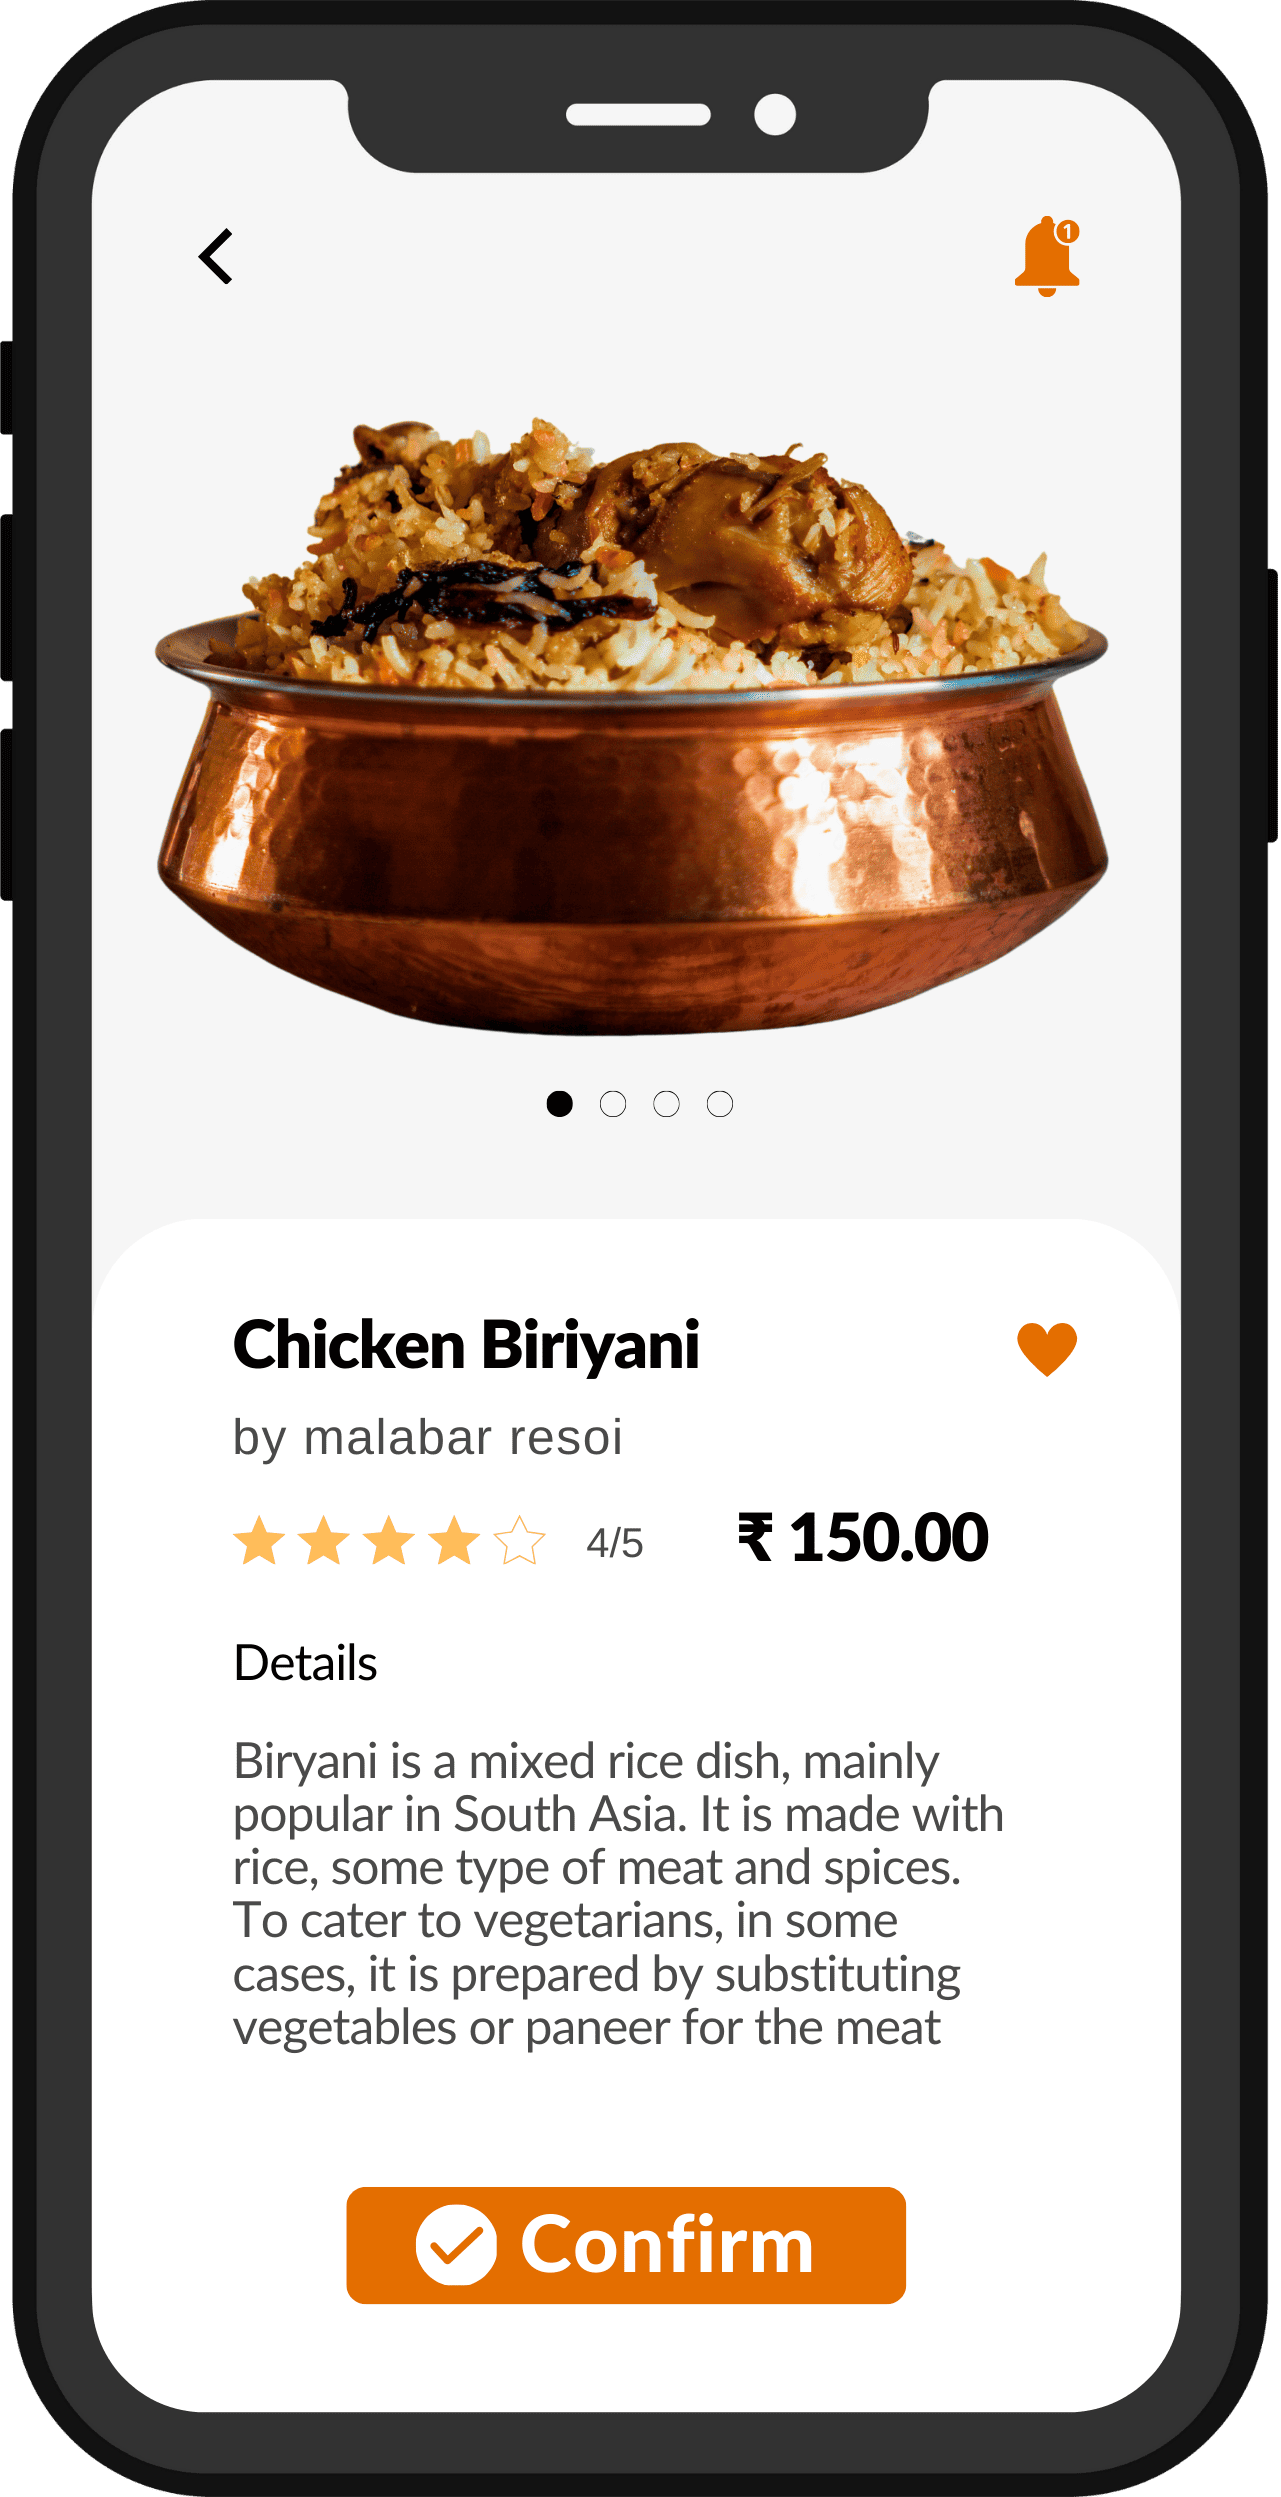 1
Chicken Biriyani
by malabar resoi
4/5
₹ 150.00
Details
Biryani is a mixed rice dish, mainly
popular in South Asia. It is made with
rice, some type of meat and spices.
To cater to vegetarians, in some
cases, it is prepared by substituting
vegetables or paneer for the meat
Confirm